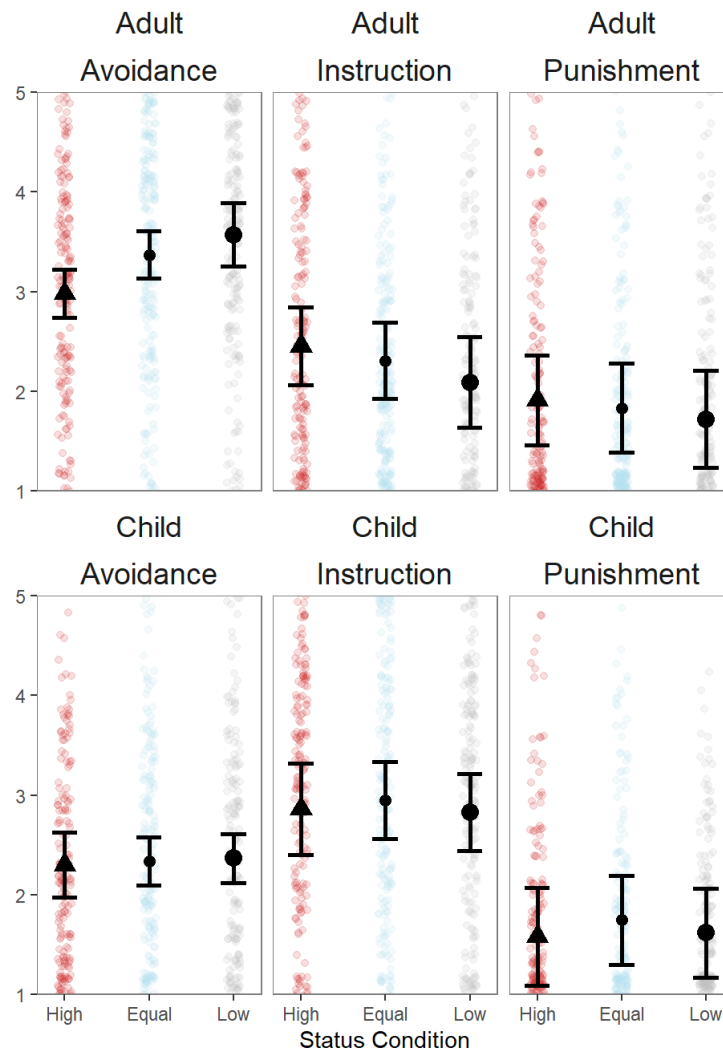 Adult Adult Adult
Avoidance Instruction Punishment
5
4
3
2
1
Child Child Child
Avoidance Instruction Punishment
5
4
3
2
1
High Equal Low High Equal Low High Equal Low
Status Condition